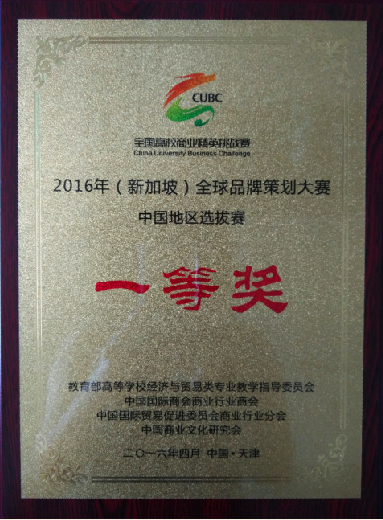 CUBC
全国高校商业精英挑战赛
China University Business Challenge
2016年（新加坡）全球品牌策划大赛
中国地区选拔赛
一等奖
教育部高等学校经济与贸易类专业教学指导委员会
中国国际商会商业行业商会
中国国际贸易促进委员会商业行业分会
中国商业文化研究会
二〇一六年四月 中国·天津